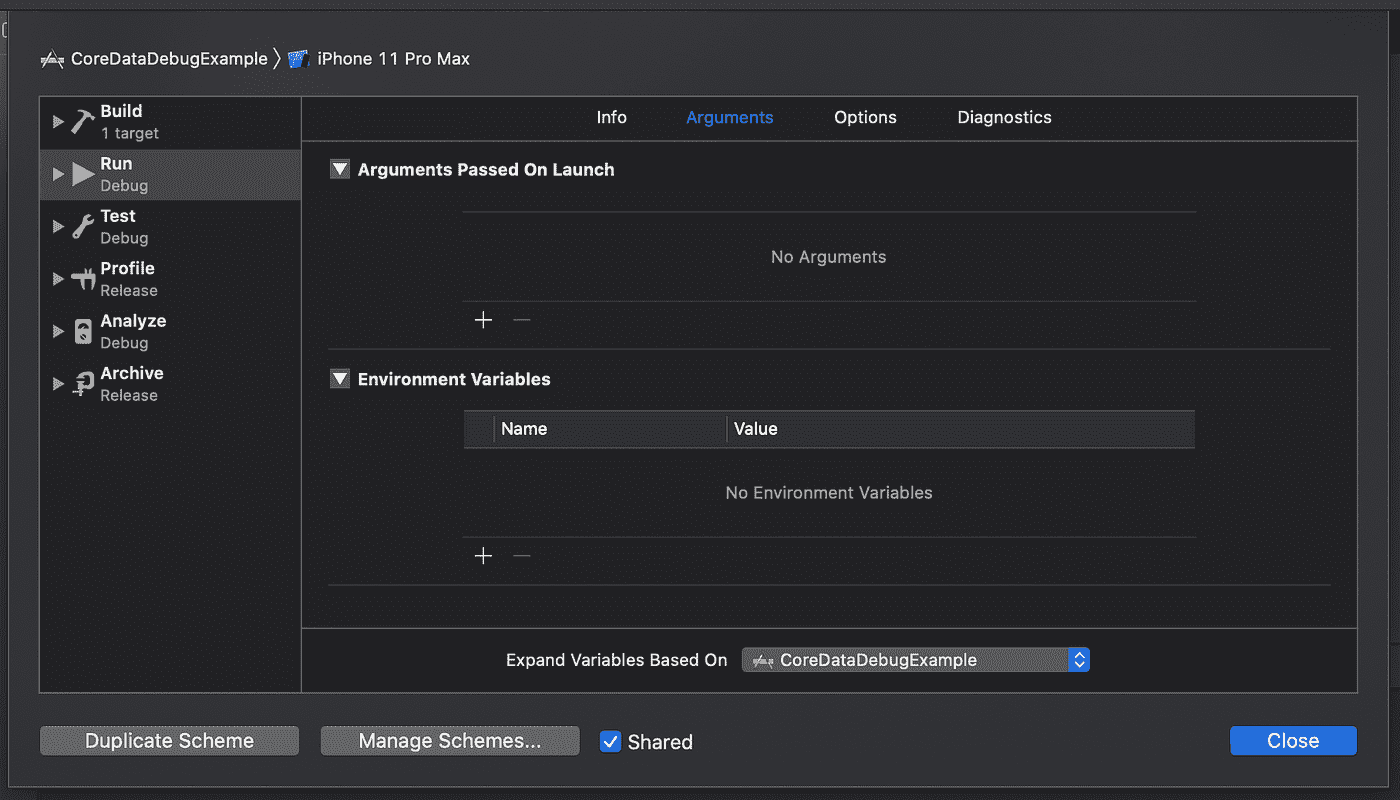 CoreDataDebugExample iPhone 11 Pro Max
Build
1 target
Run
Debug
Test
Debug
Profile
Release
Analyze
Debug
Archive
Release
Info Arguments Options Diagnostics
Arguments Passed On Launch
No Arguments
Environment Variables
Name Value
No Environment Variables
Expand Variables Based On CoreDataDebugExample
Duplicate Scheme Manage Schemes... Shared Close